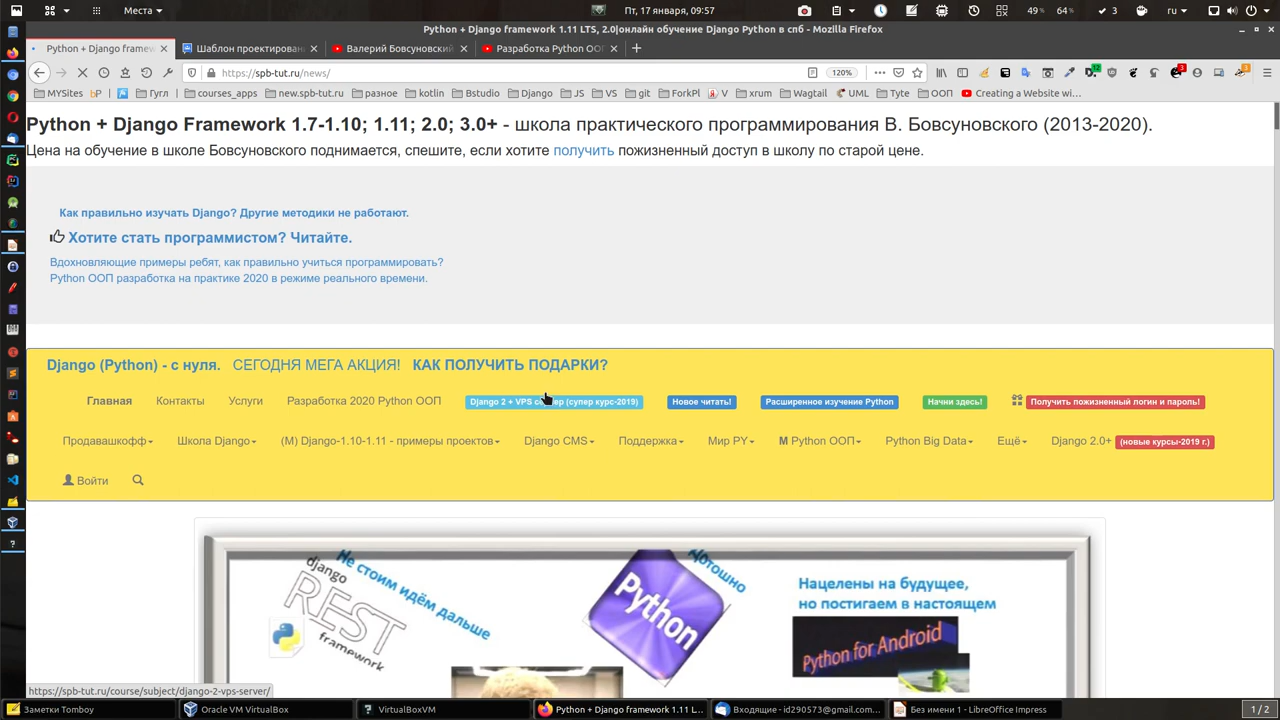 Места
Пт, 17 января, 09:57
49%
64%
3
ru
Python + Django framework 1.11 LTS, 2.0|онлайн обучение Django Python в спб - Mozilla Firefox
Python + Django framew
Шаблон проектирован
Валерий Бовсуновский
Разработка Python ОО
https://spb-tut.ru/news/
120%
12
3
MYSites
bP
Гугл
courses_apps
new.spb-tut.ru
разное
kotlin
Bstudio
Django
JS
VS
git
ForkPl
V
xrum
Wagtail
UML
Tyte
ООП
Creating a Website wi...
Python + Django Framework 1.7-1.10; 1.11; 2.0; 3.0+ - школа практического программирования В. Бовсуновского (2013-2020).
Цена на обучение в школе Бовсуновского поднимается, спешите, если хотите получить пожизненный доступ в школу по старой цене.
Как правильно изучать Django? Другие методики не работают.
Хотите стать программистом? Читайте.
Вдохновляющие примеры ребят, как правильно учиться программировать?
Python ООП разработка на практике 2020 в режиме реального времени.
Django (Python) - с нуля. СЕГОДНЯ МЕГА АКЦИЯ! КАК ПОЛУЧИТЬ ПОДАРКИ?
Главная Контакты Услуги Разработка 2020 Python ООП Django 2 + VPS (супер курс-2019) Новое читать! Расширенное изучение Python Начни здесь! Получить пожизненный логин и пароль!
Продавашкофф Школа Django (М) Django-1.10-1.11 - примеры проектов Django CMS Поддержка Мир PY М Python ООП Python Big Data Ещё Django 2.0+ (новые курсы-2019 г.)
Войти
django
REST
framework
Не стоим идём дальше
Python
дотошно
Нацелены на будущее,
но постигаем в настоящем
Python for Android
https://spb-tut.ru/course/subject/django-2-vps-server/
Заметки Tomboy
Oracle VM VirtualBox
VirtualBoxVM
Python + Django framework 1.11 L...
Входящие - id290573@gmail.com...
Без имени 1 - LibreOffice Impress
1 / 2